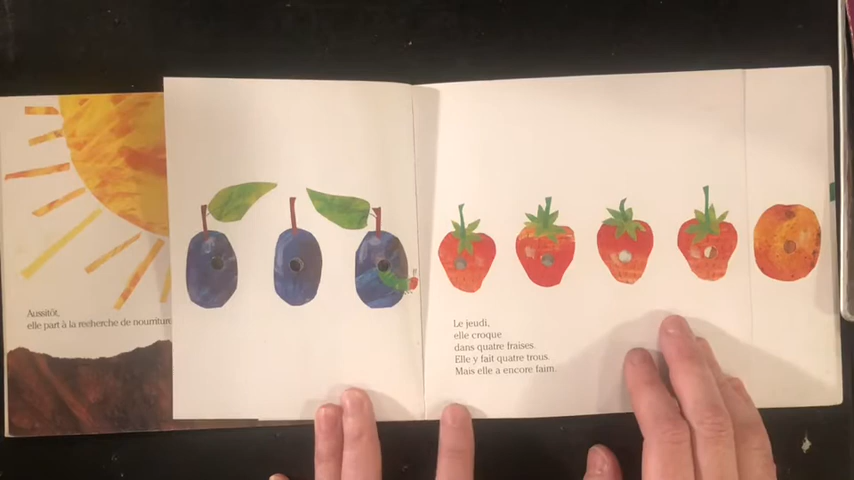 Aussitôt,
elle part à la recherche de nourriture
Le jeudi,
elle croque
dans quatre fraises.
Elle y fait quatre trous.
Mais elle a encore faim.